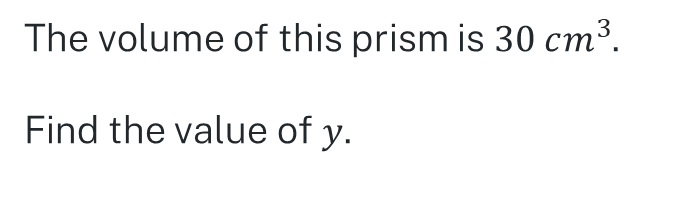 The volume of this prism is 30 cm³.
Find the value of y.